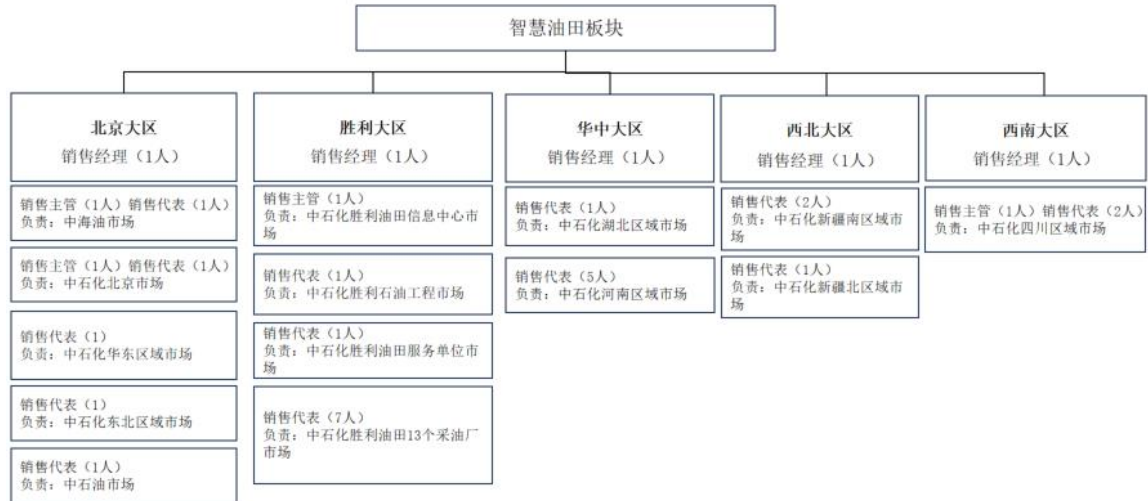 智慧油田板块
北京大区
销售经理（1人）
销售主管（1人）销售代表（1人）
负责：中海油市场
销售主管（1人）销售代表（1人）
负责：中石化北京市场
销售代表（1）
负责：中石化华东区域市场
销售代表（1）
负责：中石化东北区域市场
销售代表（1人）
负责：中石油市场
胜利大区
销售经理（1人）
销售主管（1人）
负责：中石化胜利油田信息中心市
场
销售代表（1人）
负责：中石化胜利石油工程市场
销售代表（1人）
负责：中石化胜利油田服务单位市
场
销售代表（7人）
负责：中石化胜利油田13个采油厂
市场
华中大区
销售经理（1人）
销售代表（1人）
负责：中石化湖北区域市场
销售代表（5人）
负责：中石化河南区域市场
西北大区
销售经理（1人）
销售代表（2人）
负责：中石化新疆南区域市
场
销售代表（1人）
负责：中石化新疆北区域市
场
西南大区
销售经理（1人）
销售主管（1人）销售代表（2人）
负责：中石化四川区域市场